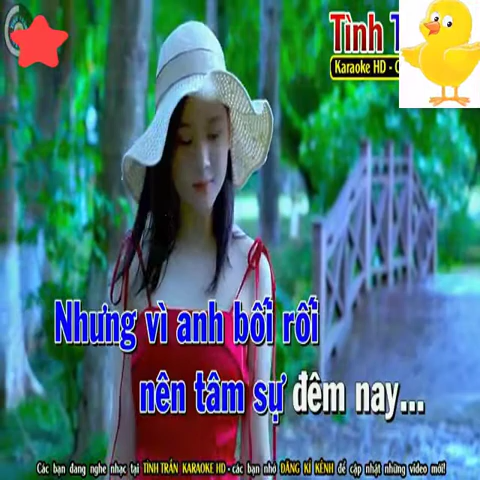 Tình T
Karaoke HD - C
Nhưng vì anh bối rối
nên tâm sự đêm nay...
Các bạn đang nghe nhạc tại TÌNH TRẦN KARAOKE HD - các bạn nhớ ĐĂNG KÍ KÊNH để cập nhật những video mới!